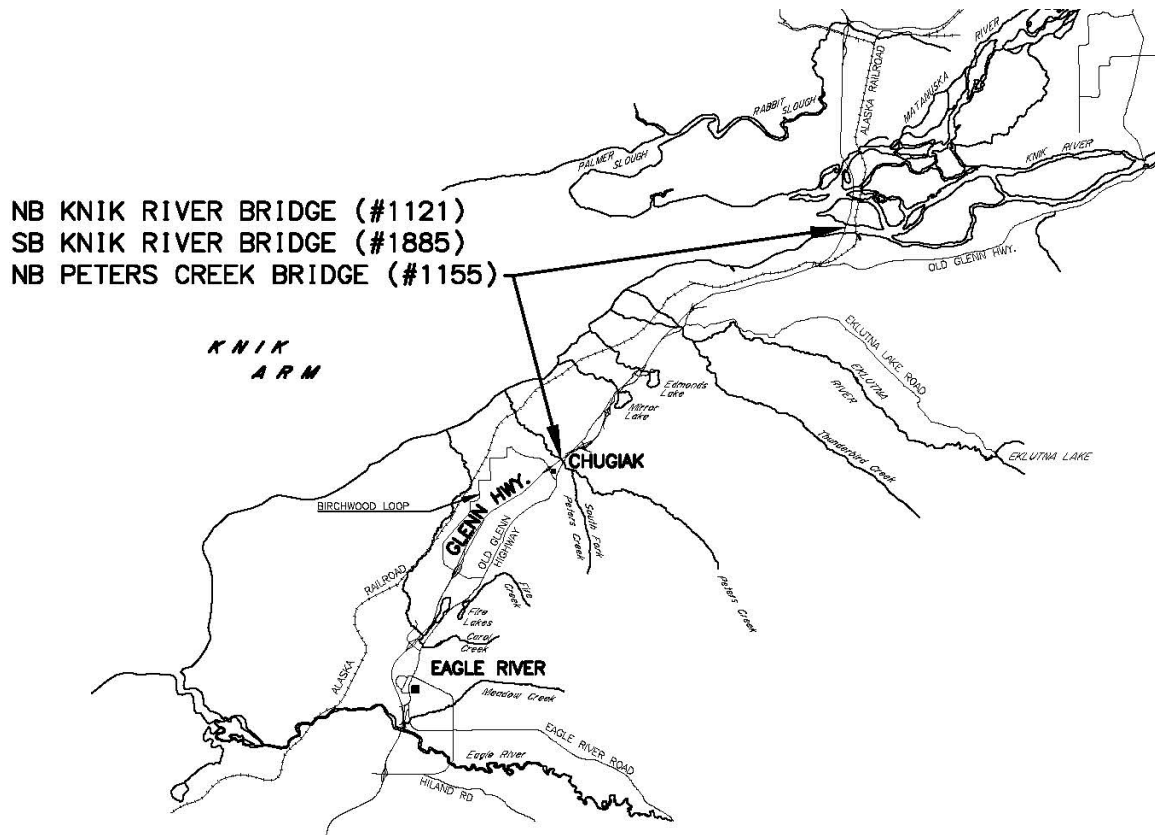 RIVER
MATANUSKA
ALASKA RAILROAD
RABBIT
SLOUGH
PALMER
SLOUGH
KNIK RIVER
NB KNIK RIVER BRIDGE (#1121)
SB KNIK RIVER BRIDGE (#1885)
NB PETERS CREEK BRIDGE (#1155)
OLD GLENN HWY.
KNIK
ARM
EKLUTNA LAKE ROAD
EKLUTNA
RIVER
Edmonds
Lake
Mirror
Lake
Thunderbird Creek
EKLUTNA LAKE
CHUGIAK
BIRCHWOOD LOOP
GLENN HWY.
OLD GLENN
HIGHWAY
South Fork
Peters Creek
Peters Creek
RAILROAD
ALASKA
Fire
Creek
Fire
Lakes
Carol
Creek
EAGLE RIVER
Meadow Creek
EAGLE RIVER ROAD
Eagle River
HILAND RD